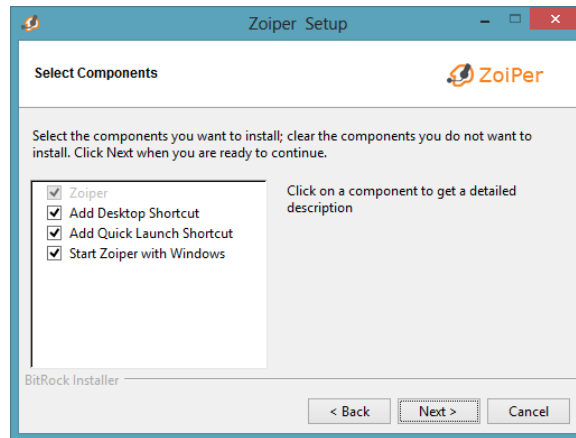 Zoiper Setup
Select Components
ZoiPer
Select the components you want to install; clear the components you do not want to
install. Click Next when you are ready to continue.
Zoiper
Add Desktop Shortcut
Add Quick Launch Shortcut
Start Zoiper with Windows
Click on a component to get a detailed
description
BitRock Installer
< Back
Next >
Cancel